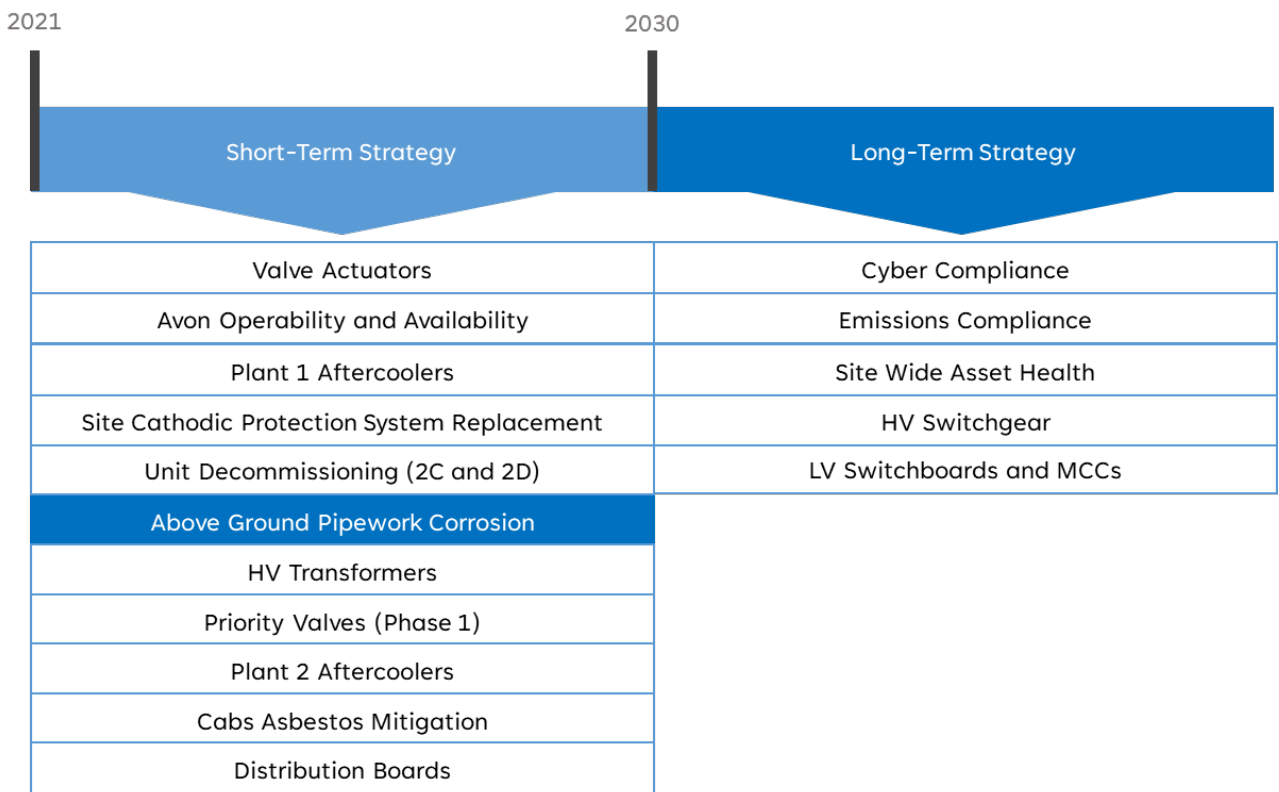 2021
2030
Short-Term Strategy
Long-Term Strategy
Valve Actuators
Cyber Compliance
Avon Operability and Availability
Emissions Compliance
Plant 1 Aftercoolers
Site Wide Asset Health
Site Cathodic Protection System Replacement
HV Switchgear
Unit Decommissioning (2C and 2D)
LV Switchboards and MCCs
Above Ground Pipework Corrosion
HV Transformers
Priority Valves (Phase 1)
Plant 2 Aftercoolers
Cabs Asbestos Mitigation
Distribution Boards